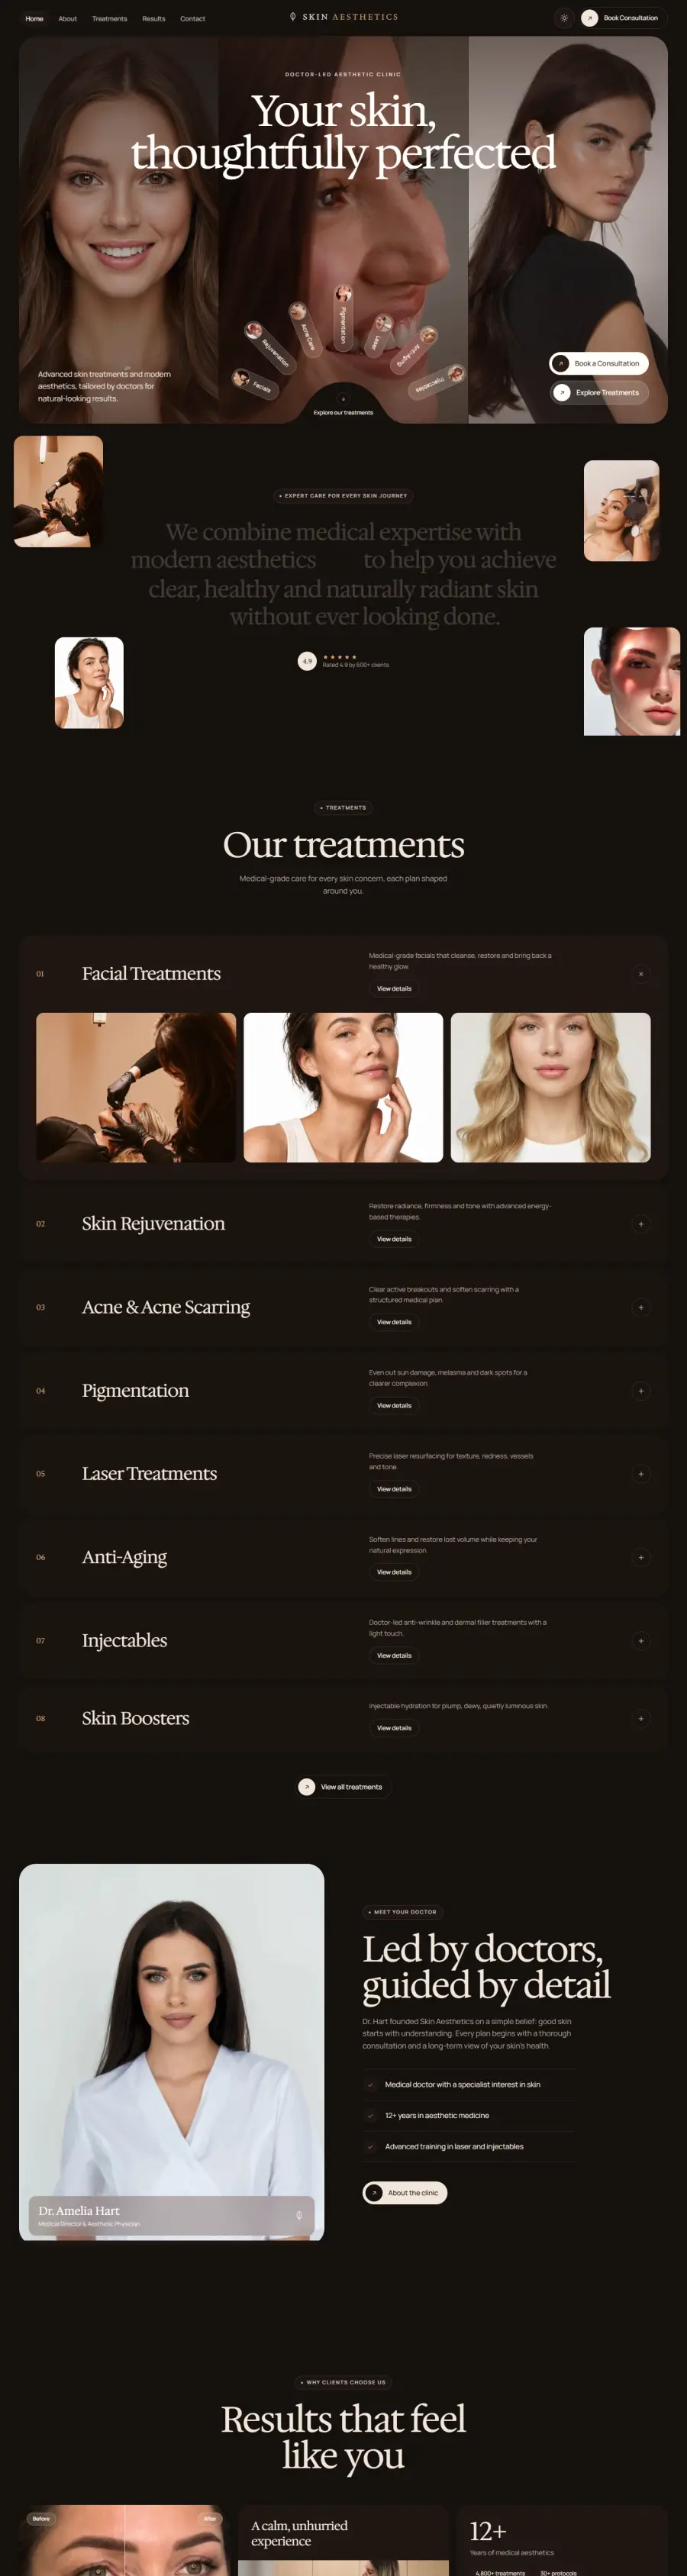 Home About Treatments Results Contact
SKIN AESTHETICS
Book Consultation
DOCTOR-LED AESTHETIC CLINIC
Your skin,
thoughtfully perfected
Facials
Rejuvenation
Acne Care
Pigmentation
Laser
Anti-Aging
Injectables
Advanced skin treatments and modern
aesthetics, tailored by doctors for
natural-looking results.
Explore our treatments
Book a Consultation
Explore Treatments
EXPERT CARE FOR EVERY SKIN JOURNEY
We combine medical expertise with
modern aesthetics to help you achieve
clear, healthy and naturally radiant skin
without ever looking done.
4.9
Rated 4.9 by 600+ clients
TREATMENTS
Our treatments
Medical-grade care for every skin concern, each plan shaped
around you.
01
Facial Treatments
Medical-grade facials that cleanse, restore and bring back a
healthy glow.
View details
02
Skin Rejuvenation
Restore radiance, firmness and tone with advanced energy-
based therapies.
View details
03
Acne & Acne Scarring
Clear active breakouts and soften scarring with a
structured medical plan.
View details
04
Pigmentation
Even out sun damage, melasma and dark spots for a
clearer complexion.
View details
05
Laser Treatments
Precise laser resurfacing for texture, redness, vessels
and tone.
View details
06
Anti-Aging
Soften lines and restore lost volume while keeping your
natural expression.
View details
07
Injectables
Doctor-led anti-wrinkle and dermal filler treatments with a
light touch.
View details
08
Skin Boosters
Injectable hydration for plump, dewy, quietly luminous skin.
View details
View all treatments
MEET YOUR DOCTOR
Led by doctors,
guided by detail
Dr. Hart founded Skin Aesthetics on a simple belief: good skin
starts with understanding. Every plan begins with a thorough
consultation and a long-term view of your skin's health.
Medical doctor with a specialist interest in skin
12+ years in aesthetic medicine
Advanced training in laser and injectables
About the clinic
Dr. Amelia Hart
Medical Director & Aesthetic Physician
WHY CLIENTS CHOOSE US
Results that feel
like you
Before
After
A calm, unhurried
experience
12+
Years of medical aesthetics
4,800+ treatments 30+ protocols